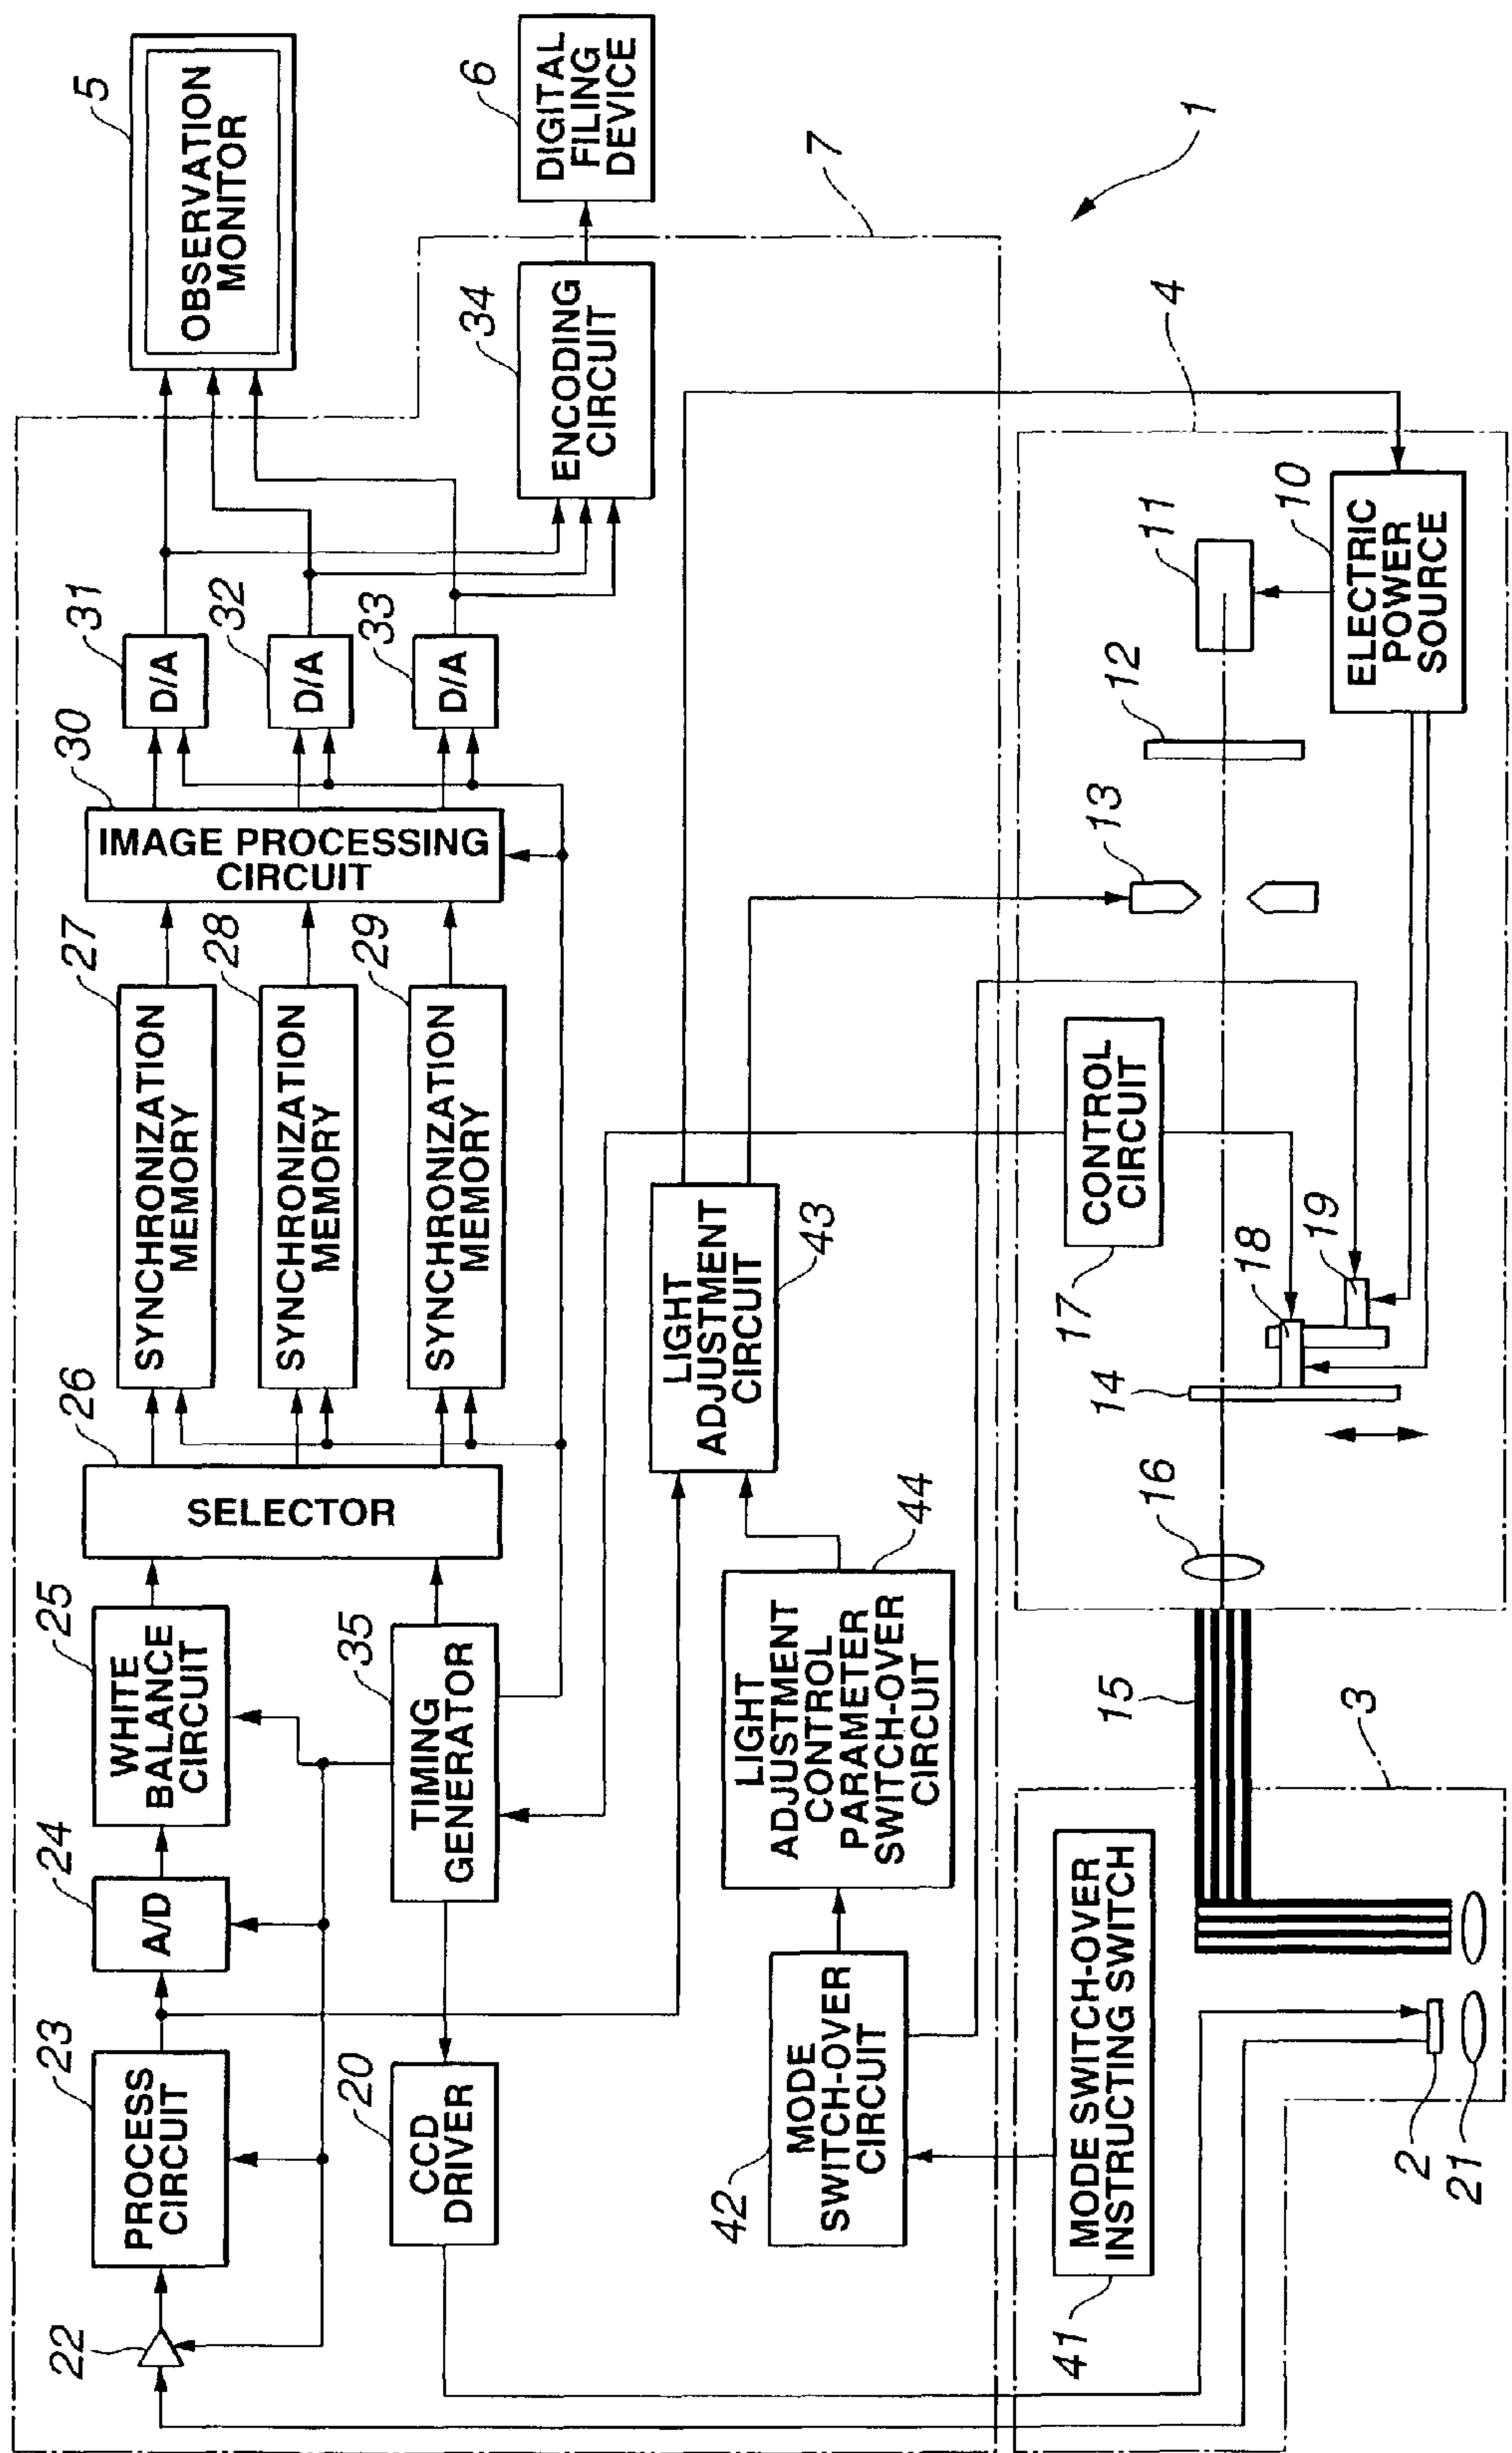 5
OBSERVATION
MONITOR
6
DIGITAL
FILING
DEVICE
7
1
31
D/A
32
D/A
33
D/A
34
ENCODING
CIRCUIT
30
IMAGE PROCESSING
CIRCUIT
27
SYNCHRONIZATION
MEMORY
28
SYNCHRONIZATION
MEMORY
29
SYNCHRONIZATION
MEMORY
26
SELECTOR
25
WHITE
BALANCE
CIRCUIT
24
A/D
23
PROCESS
CIRCUIT
22
35
TIMING
GENERATOR
20
CCD
DRIVER
LIGHT
ADJUSTMENT
CIRCUIT
43
LIGHT
ADJUSTMENT
CONTROL
PARAMETER
SWITCH-OVER
CIRCUIT
44
MODE
SWITCH-OVER
CIRCUIT
42
4
11
10
ELECTRIC
POWER
SOURCE
12
13
CONTROL
CIRCUIT
17
18
19
14
16
15
3
MODE SWITCH-OVER
INSTRUCTING SWITCH
41
2
21